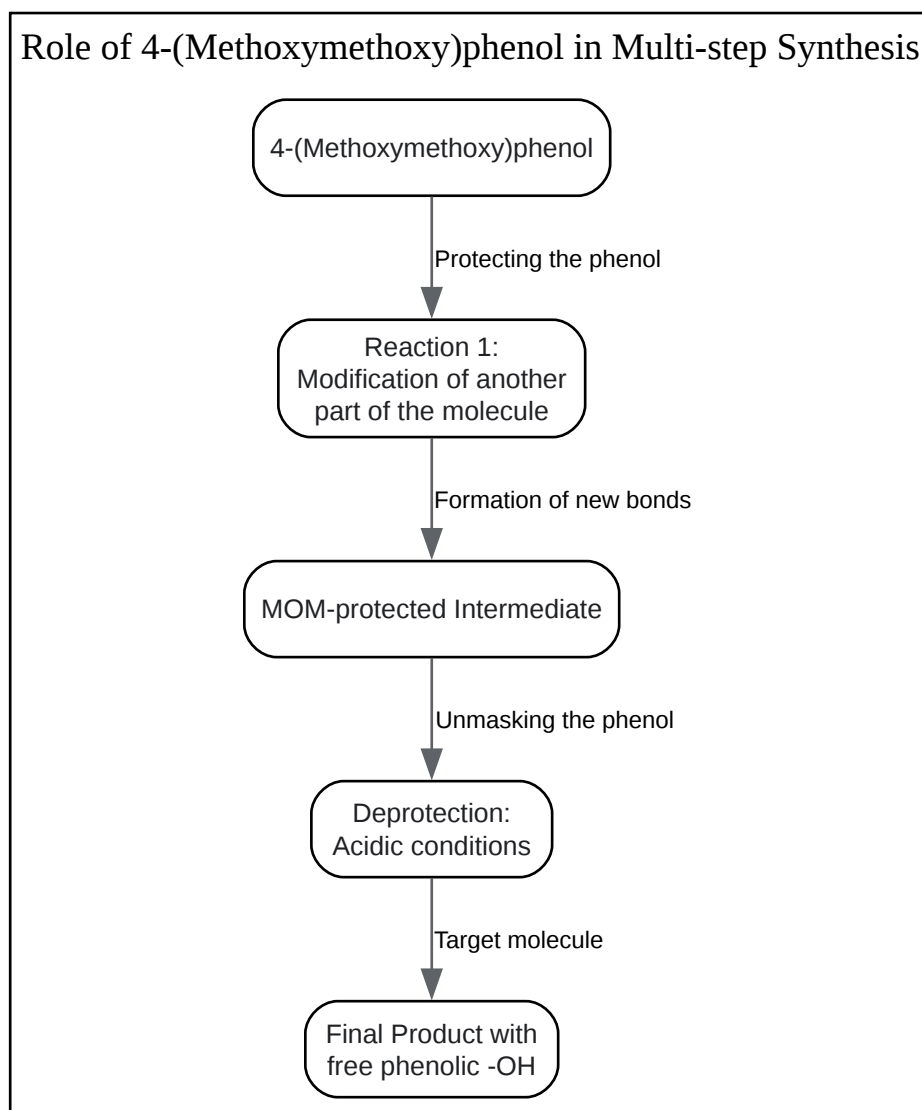 Role of 4-(Methoxymethoxy)phenol in Multi-step Synthesis
4-(Methoxymethoxy)phenol
Protecting the phenol
Reaction 1:
Modification of another
part of the molecule
Formation of new bonds
MOM-protected Intermediate
Unmasking the phenol
Deprotection:
Acidic conditions
Target molecule
Final Product with
free phenolic -OH